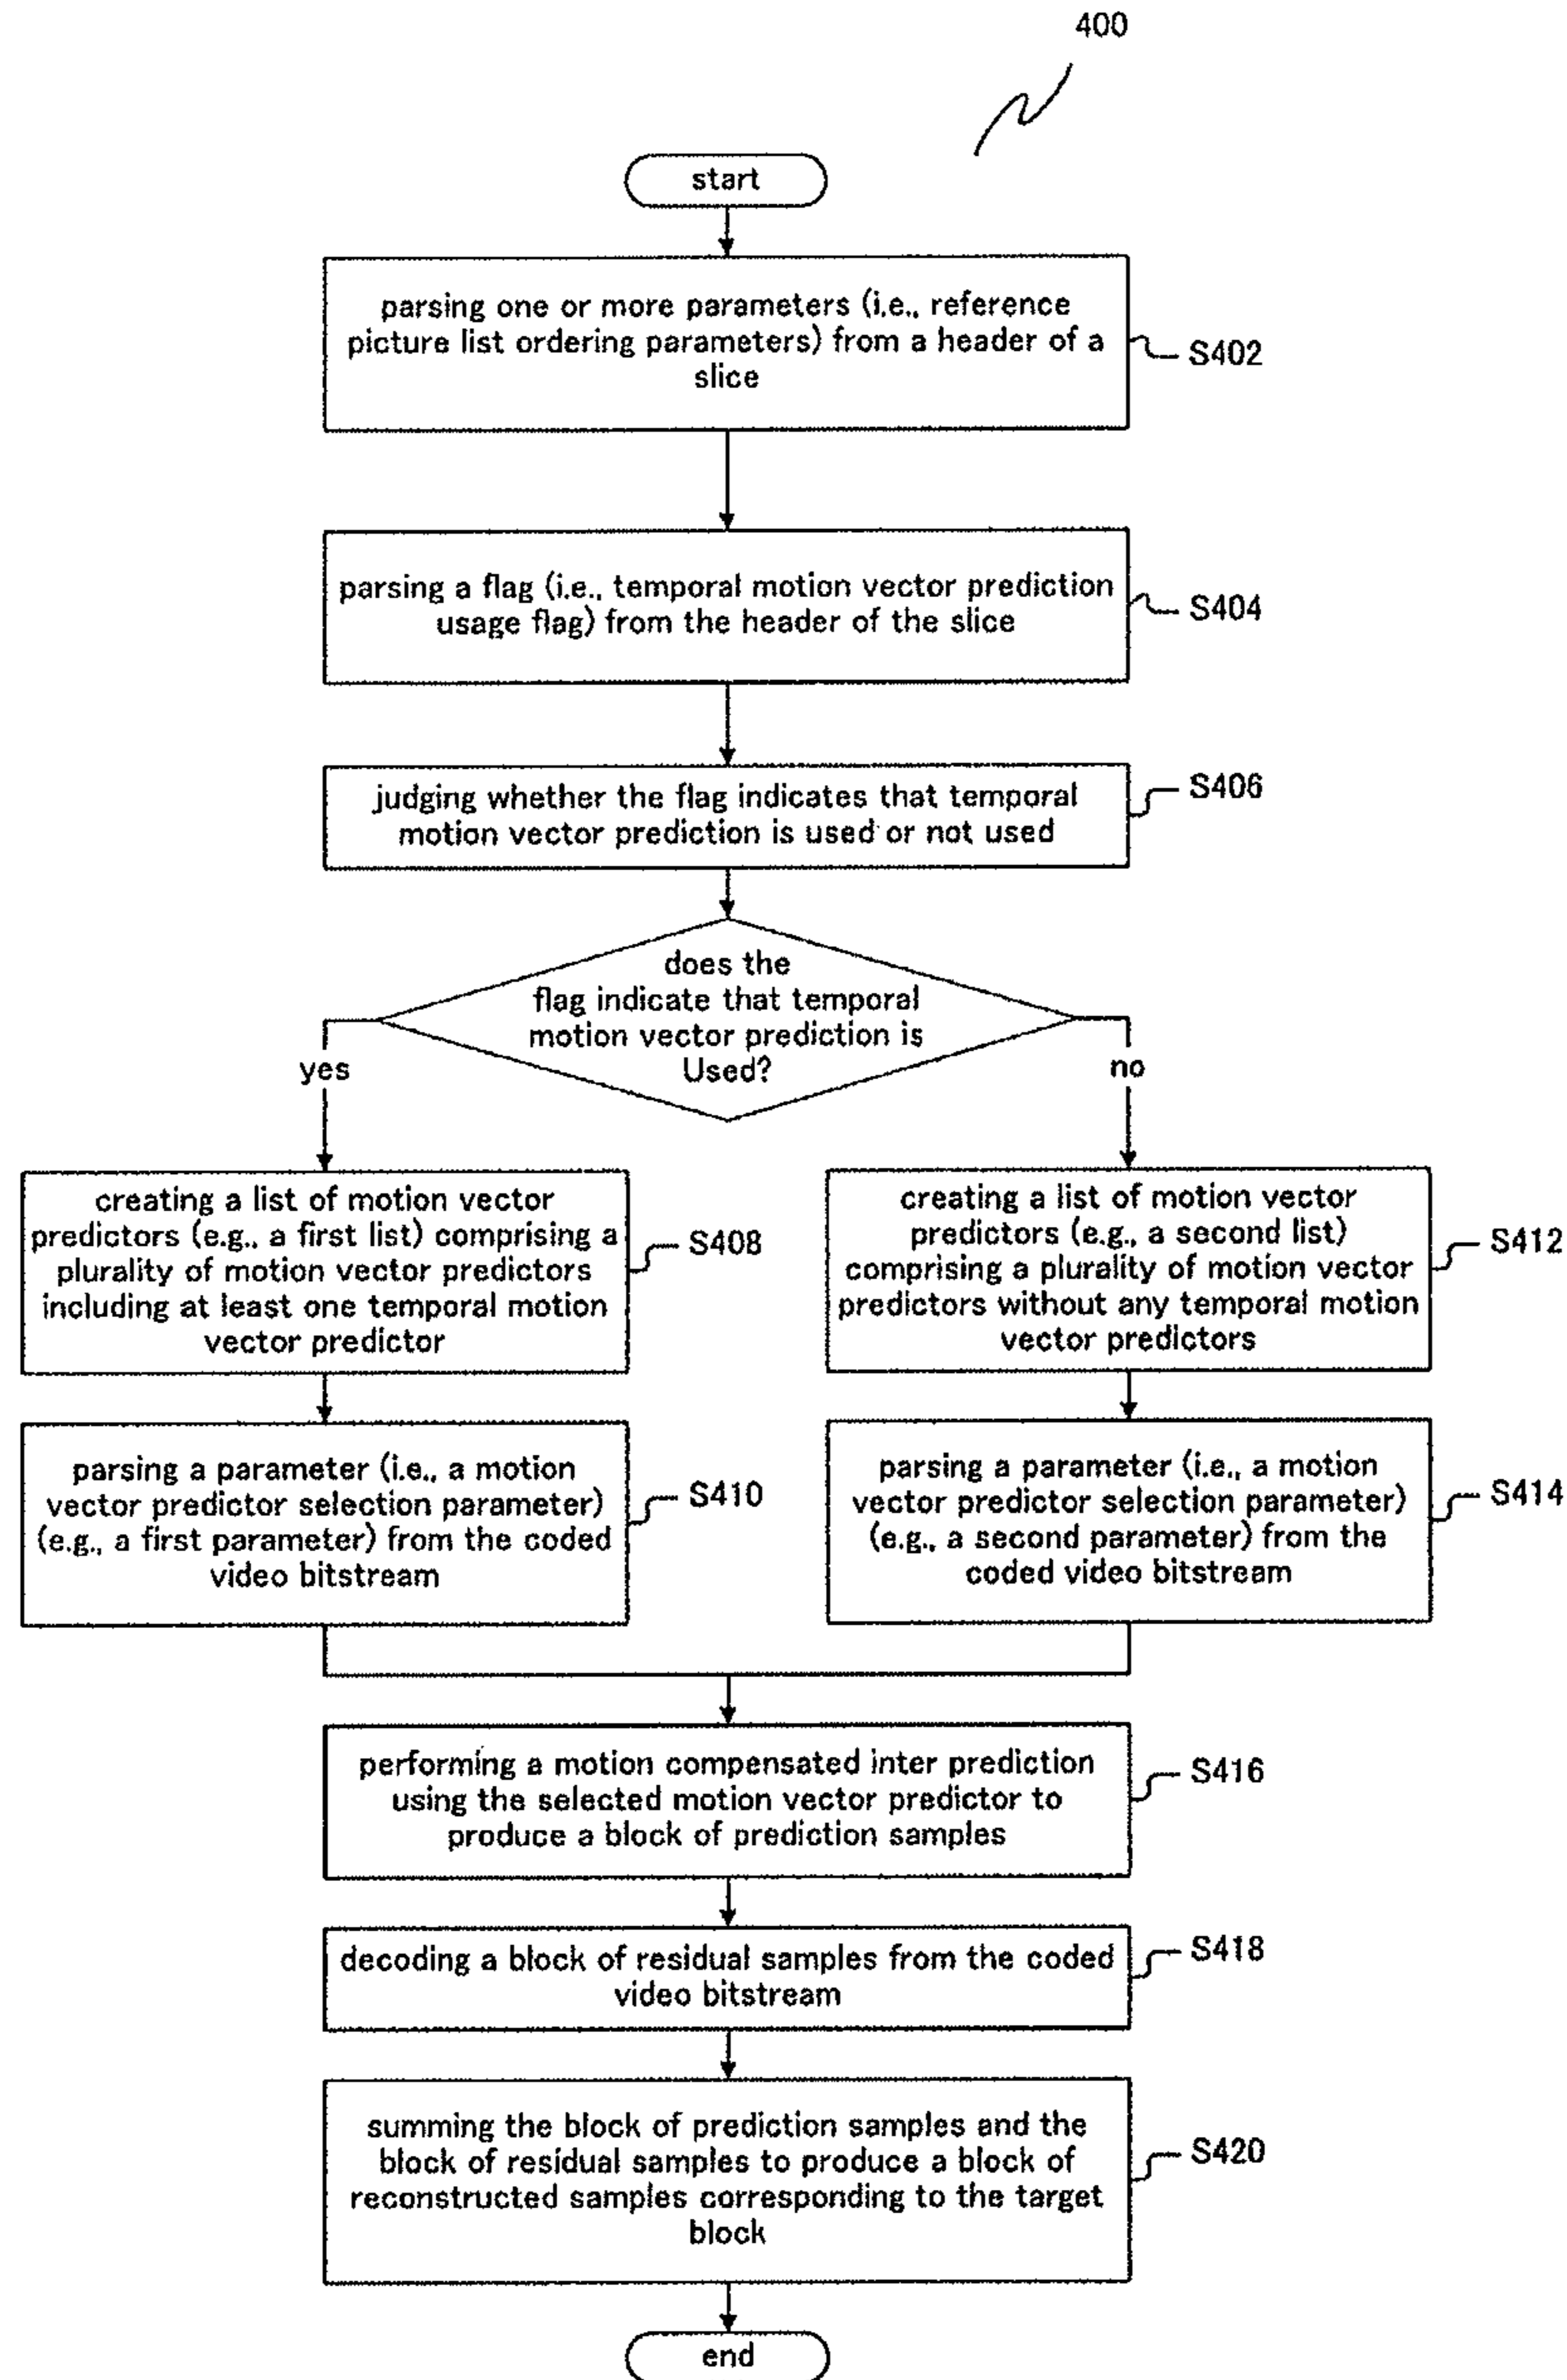 400
start
parsing one or more parameters (i.e., reference
picture list ordering parameters) from a header of a
slice
S402
parsing a flag (i.e., temporal motion vector prediction
usage flag) from the header of the slice
S404
judging whether the flag indicates that temporal
motion vector prediction is used or not used
S406
does the
flag indicate that temporal
motion vector prediction is
Used?
yes
no
creating a list of motion vector
predictors (e.g., a first list) comprising a
plurality of motion vector predictors
including at least one temporal motion
vector predictor
S408
creating a list of motion vector
predictors (e.g., a second list)
comprising a plurality of motion vector
predictors without any temporal motion
vector predictors
S412
parsing a parameter (i.e., a motion
vector predictor selection parameter)
(e.g., a first parameter) from the coded
video bitstream
S410
parsing a parameter (i.e., a motion
vector predictor selection parameter)
(e.g., a second parameter) from the
coded video bitstream
S414
performing a motion compensated inter prediction
using the selected motion vector predictor to
produce a block of prediction samples
S416
decoding a block of residual samples from the coded
video bitstream
S418
summing the block of prediction samples and the
block of residual samples to produce a block of
reconstructed samples corresponding to the target
block
S420
end